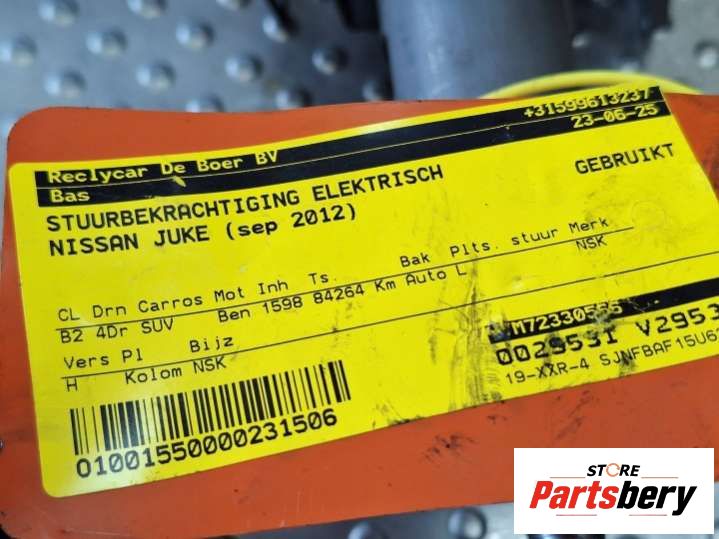 +31599613237
Reclycar De Boer BV 23-06-25
Bas
STUURBEKRACHTIGING ELEKTRISCH GEBRUIKT
NISSAN JUKE (sep 2012)
CL Drn Carros Mot Inh Ts. Bak Plts. stuur Merk
B2 4Dr SUV Ben 1598 84264 Km Auto L NSK
Vers Pl Bijz
H Kolom NSK
0029531 V2953
19-XXR-4 SJNFBAF15U6
01001550000231506
STORE
Partsbery